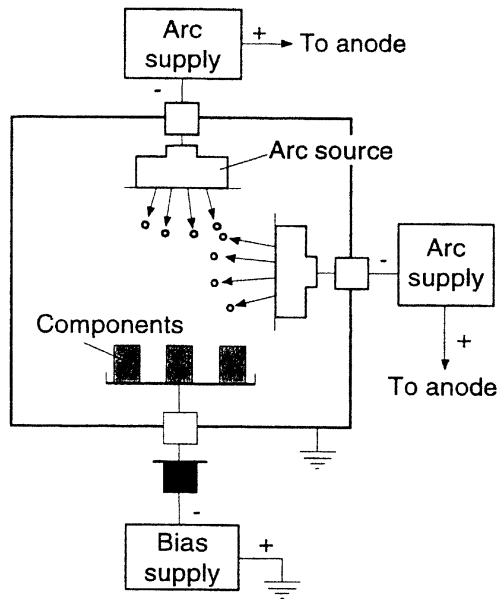 Arc
supply
+
To anode
-
Arc source
Arc
supply
-
+
To anode
Components
-
Bias
supply
+